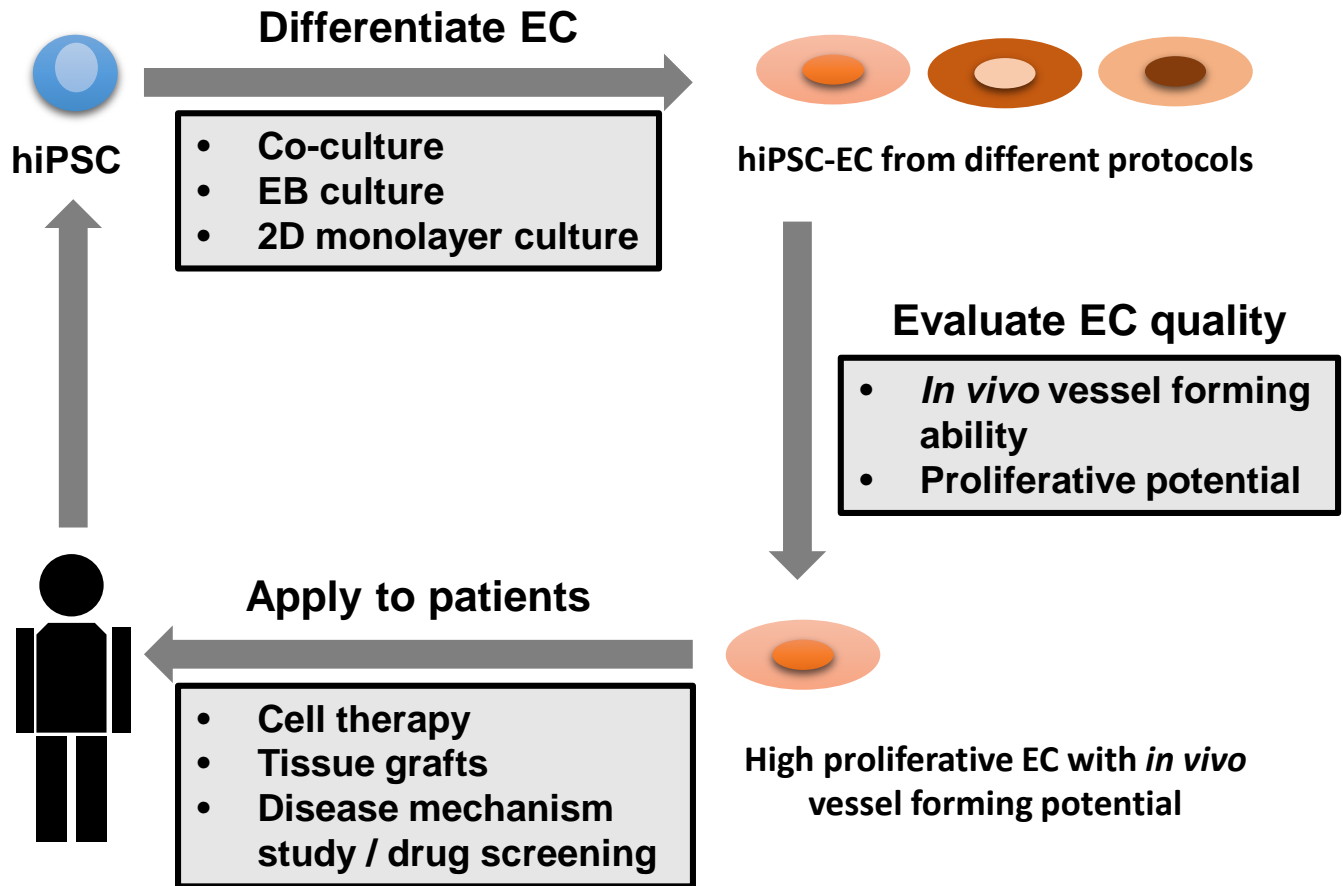 Differentiate EC
hiPSC
• Co-culture
• EB culture
• 2D monolayer culture
hiPSC-EC from different protocols
Evaluate EC quality
• In vivo vessel forming
ability
• Proliferative potential
Apply to patients
• Cell therapy
• Tissue grafts
• Disease mechanism
study / drug screening
High proliferative EC with in vivo
vessel forming potential